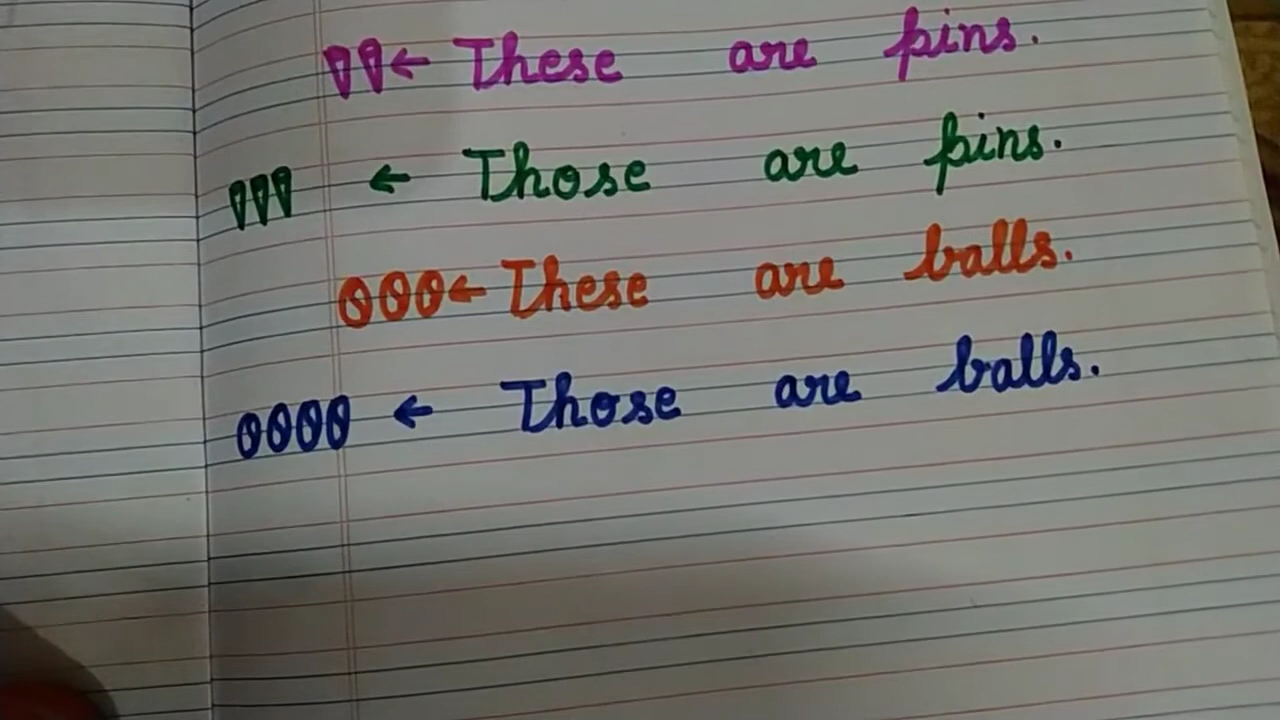 These are pins.
Those are pins.
These are balls.
Those are balls.